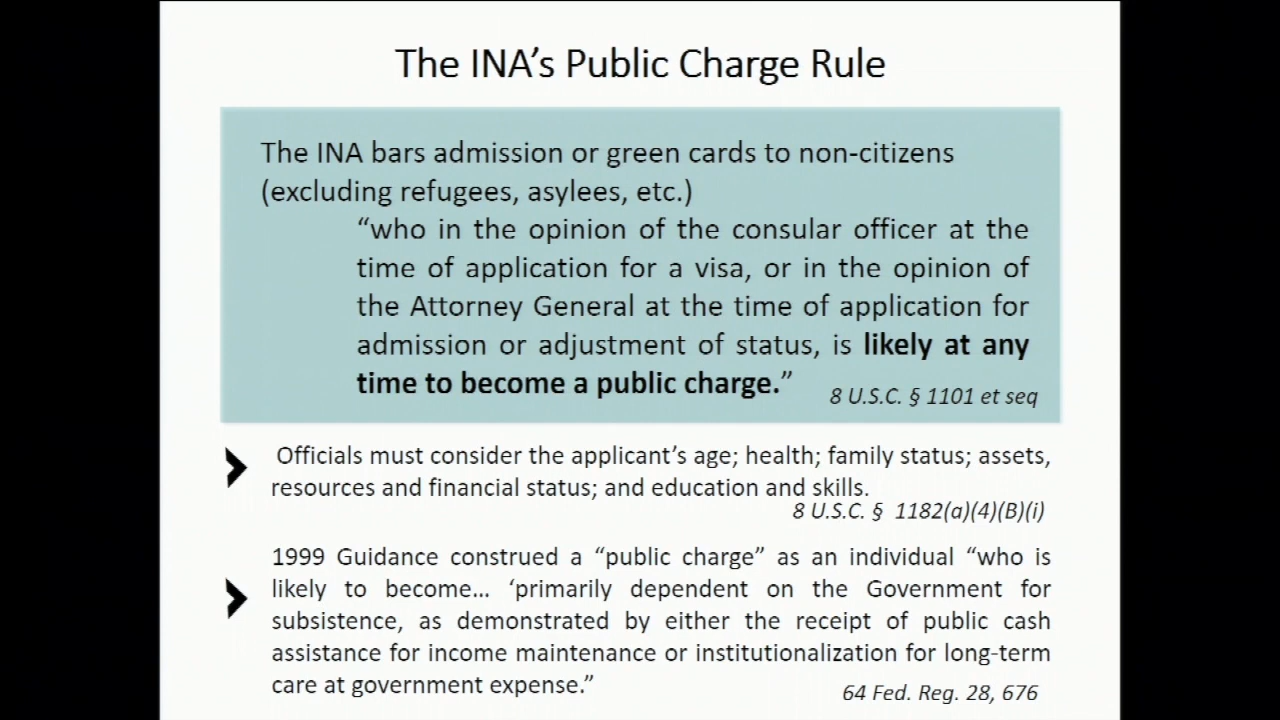 The INA’s Public Charge Rule
The INA bars admission or green cards to non-citizens
(excluding refugees, asylees, etc.)
“who in the opinion of the consular officer at the
time of application for a visa, or in the opinion of
the Attorney General at the time of application for
admission or adjustment of status, is likely at any
time to become a public charge.”
8 U.S.C. § 1101 et seq
Officials must consider the applicant’s age; health; family status; assets,
resources and financial status; and education and skills.
8 U.S.C. § 1182(a)(4)(B)(i)
1999 Guidance construed a “public charge” as an individual “who is
likely to become… ‘primarily dependent on the Government for
subsistence, as demonstrated by either the receipt of public cash
assistance for income maintenance or institutionalization for long-term
care at government expense.”
64 Fed. Reg. 28, 676